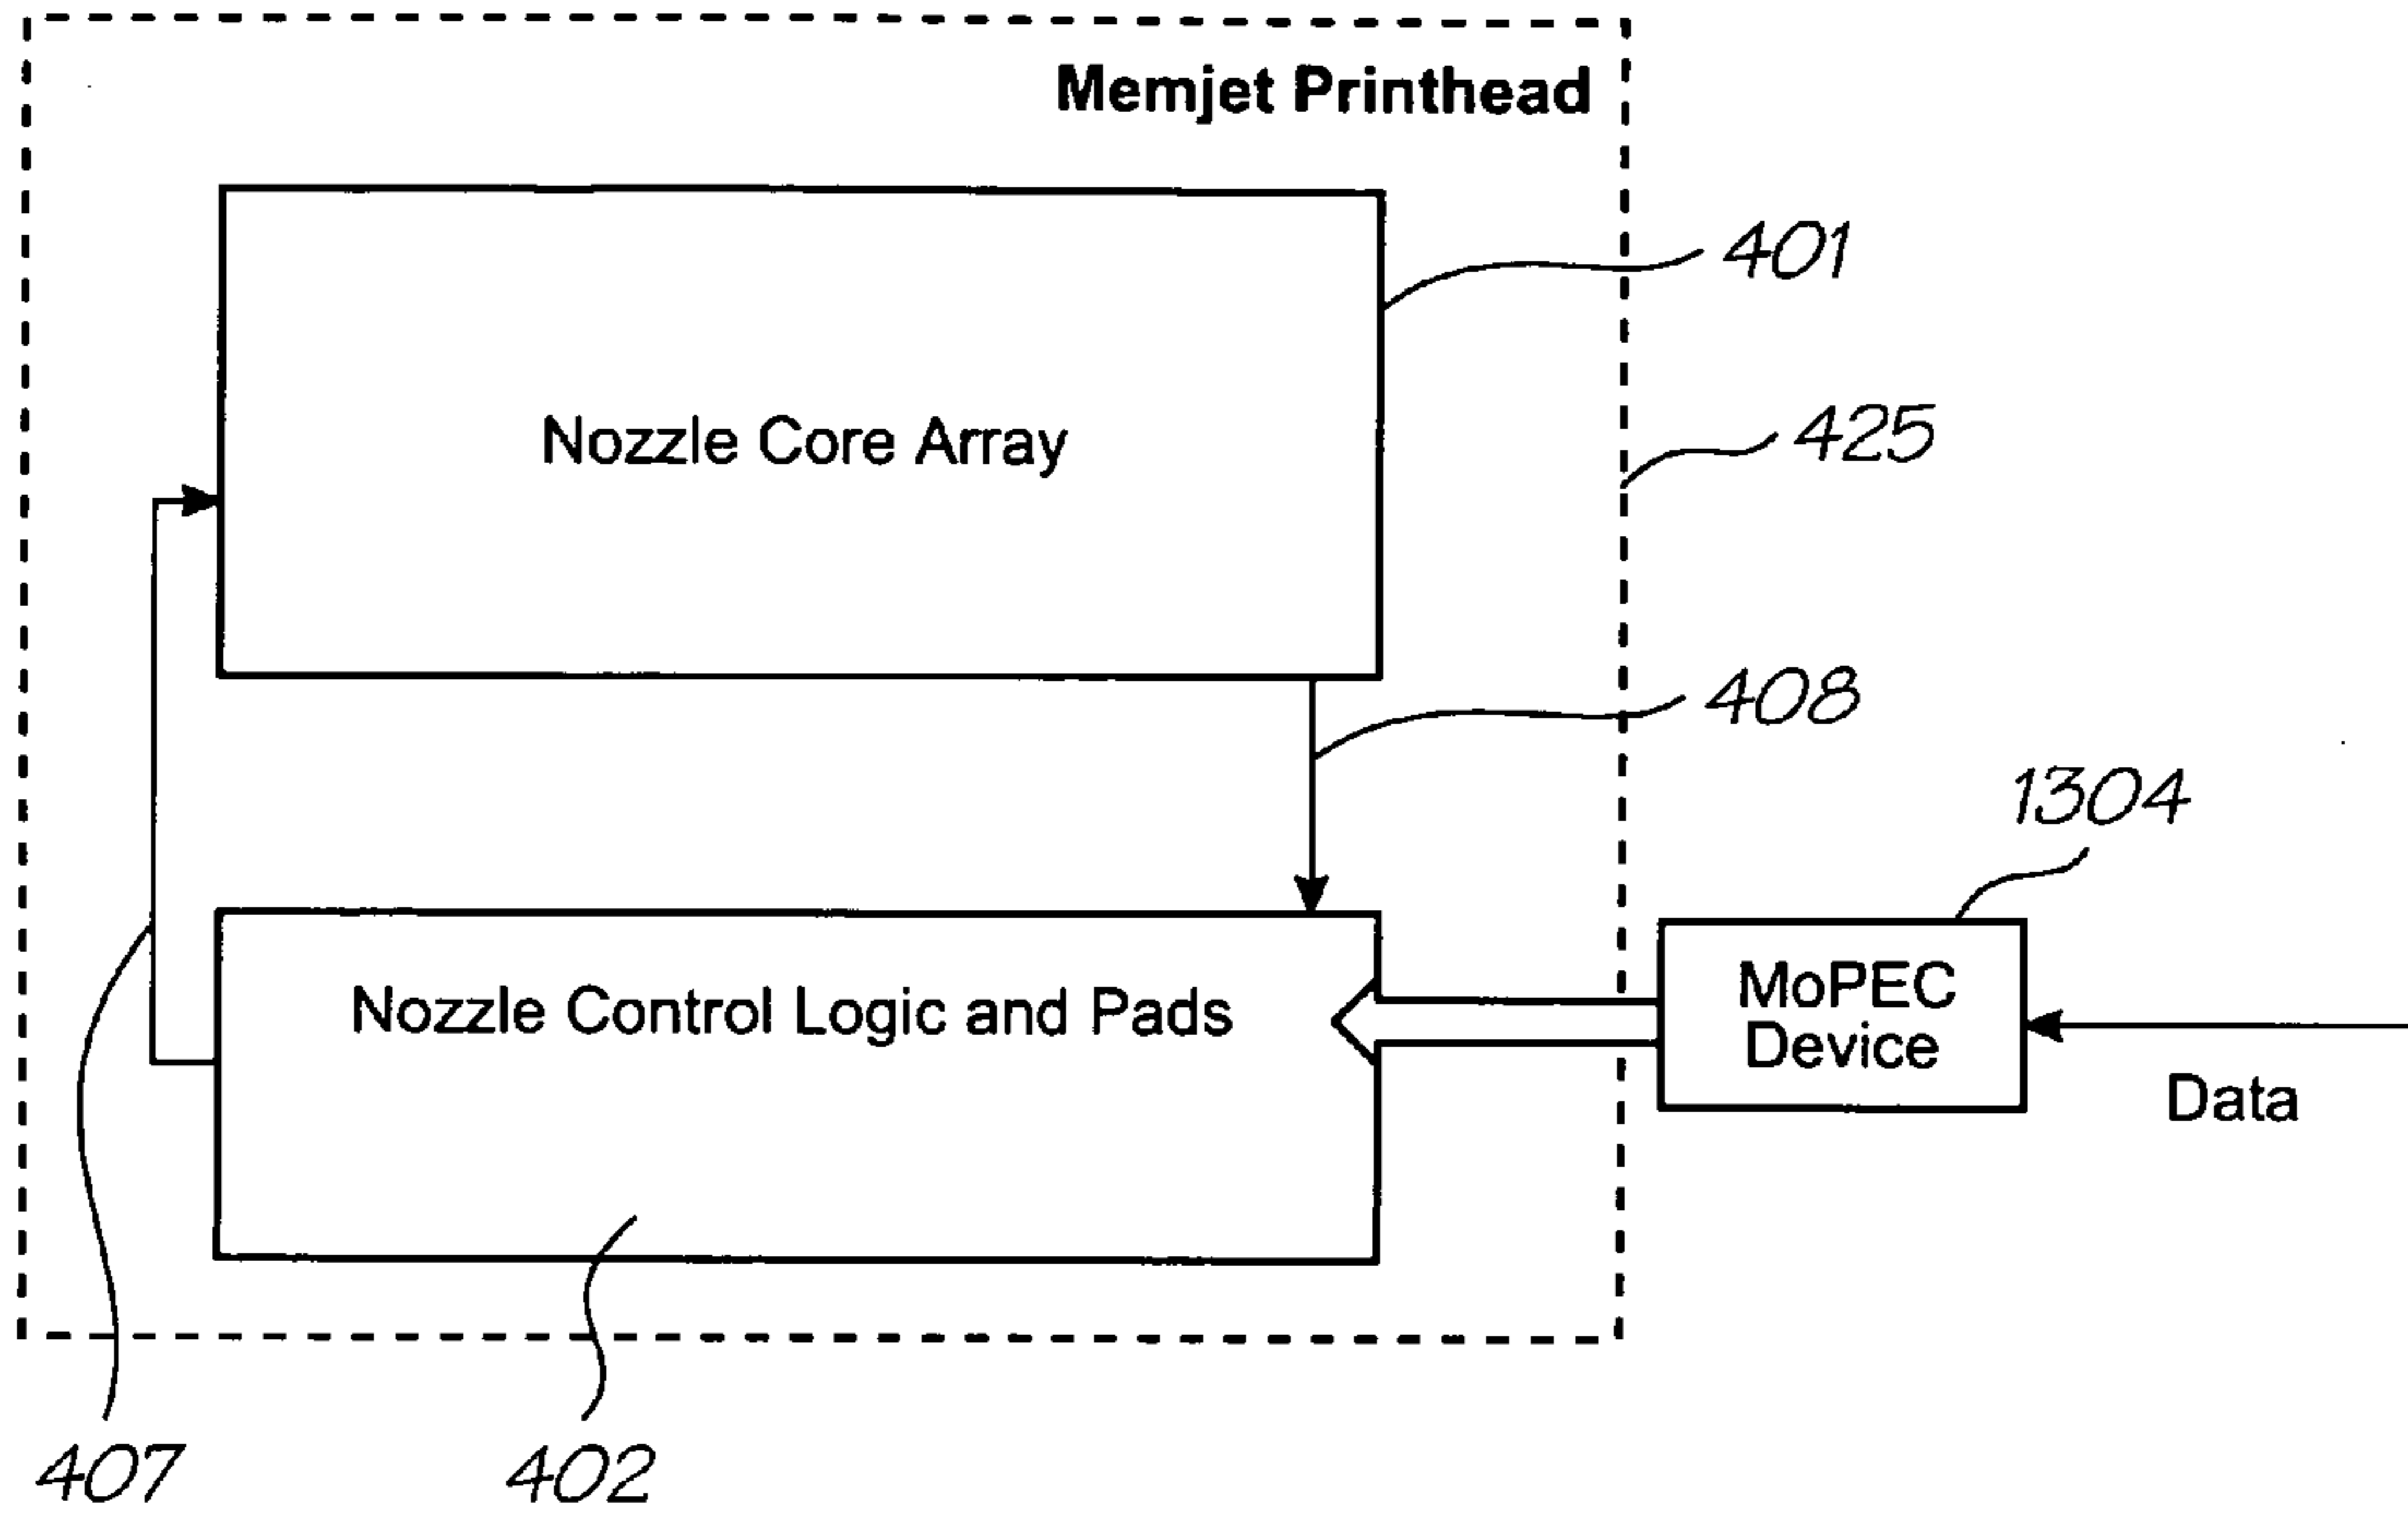 Memjet Printhead
401
Nozzle Core Array
425
408
1304
Nozzle Control Logic and Pads
MoPEC
Device
Data
407
402